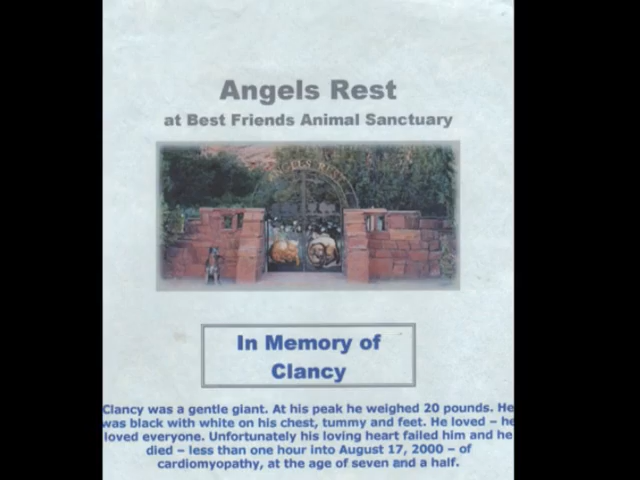 Angels Rest
at Best Friends Animal Sanctuary
ANGELS REST
In Memory of
Clancy
Clancy was a gentle giant. At his peak he weighed 20 pounds. He
was black with white on his chest, tummy and feet. He loved – he
loved everyone. Unfortunately his loving heart failed him and he
died – less than one hour into August 17, 2000 – of
cardiomyopathy, at the age of seven and a half.